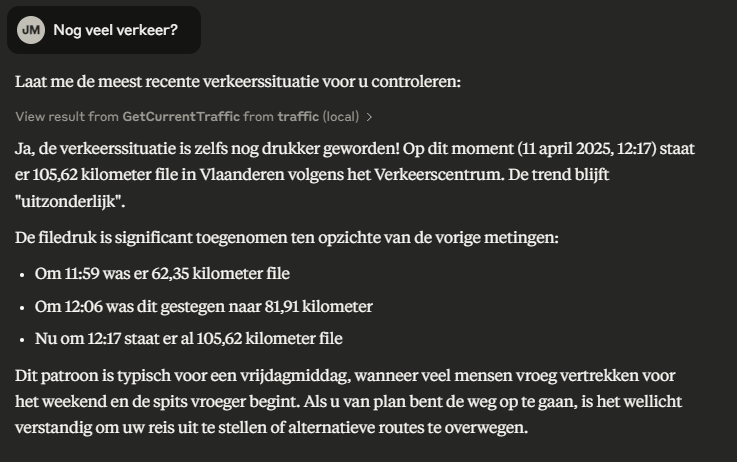 JM Nog veel verkeer?
Laat me de meest recente verkeerssituatie voor u controleren:
View result from GetCurrentTraffic from traffic (local) >
Ja, de verkeerssituatie is zelfs nog drukker geworden! Op dit moment (11 april 2025, 12:17) staat
er 105,62 kilometer file in Vlaanderen volgens het Verkeerscentrum. De trend blijft
"uitzonderlijk".
De filedruk is significant toegenomen ten opzichte van de vorige metingen:
• Om 11:59 was er 62,35 kilometer file
• Om 12:06 was dit gestegen naar 81,91 kilometer
• Nu om 12:17 staat er al 105,62 kilometer file
Dit patroon is typisch voor een vrijdagmiddag, wanneer veel mensen vroeg vertrekken voor
het weekend en de spits vroeger begint. Als u van plan bent de weg op te gaan, is het wellicht
verstandig om uw reis uit te stellen of alternatieve routes te overwegen.